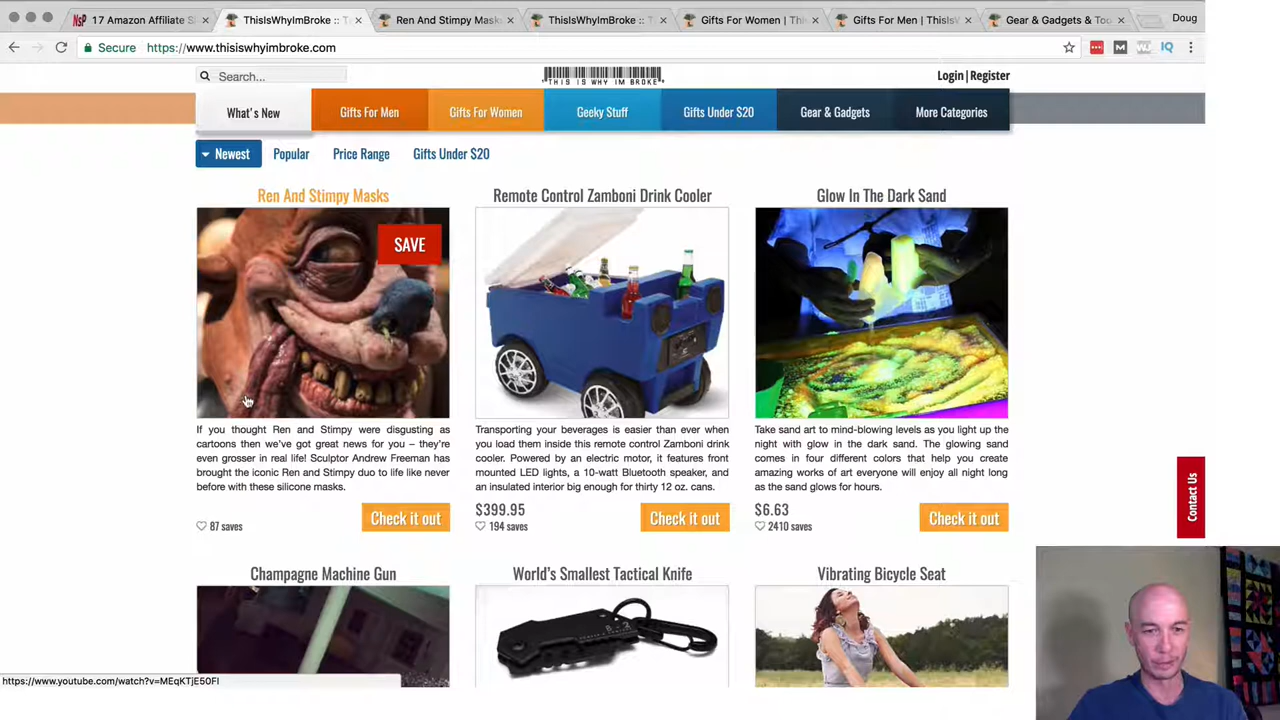 17 Amazon Affiliate S
ThisIsWhyImBroke :: T
Ren And Stimpy Mask
ThisIsWhyImBroke :: T
Gifts For Women | Th
Gifts For Men | ThisIs
Gear & Gadgets & To
Doug
Secure
https://www.thisiswhyimbroke.com
Search...
THIS IS WHY IM BROKE
Login | Register
What's New
Gifts For Men
Gifts For Women
Geeky Stuff
Gifts Under $20
Gear & Gadgets
More Categories
Newest
Popular
Price Range
Gifts Under $20
Ren And Stimpy Masks
SAVE
If you thought Ren and Stimpy were disgusting as
cartoons then we've got great news for you – they're
even grosser in real life! Sculptor Andrew Freeman has
brought the iconic Ren and Stimpy duo to life like never
before with these silicone masks.
87 saves
Check it out
Remote Control Zamboni Drink Cooler
Transporting your beverages is easier than ever when
you load them inside this remote control Zamboni drink
cooler. Powered by an electric motor, it features front
mounted LED lights, a 10-watt Bluetooth speaker, and
an insulated interior big enough for thirty 12 oz. cans.
$399.95
194 saves
Check it out
Glow In The Dark Sand
Take sand art to mind-blowing levels as you light up the
night with glow in the dark sand. The glowing sand
comes in four different colors that help you create
amazing works of art everyone will enjoy all night long
as the sand glows for hours.
$6.63
2410 saves
Check it out
Contact Us
Champagne Machine Gun
World's Smallest Tactical Knife
Vibrating Bicycle Seat
https://www.youtube.com/watch?v=MEqKTjE50FI